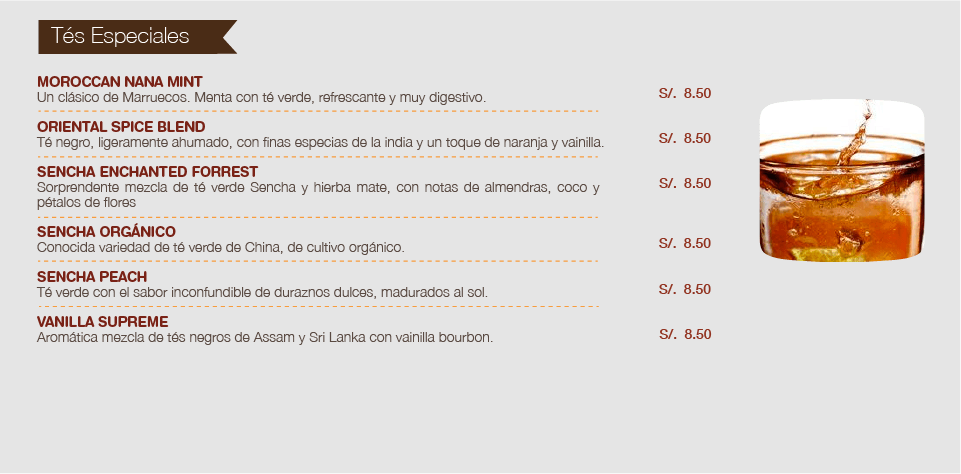 Tés Especiales
MOROCCAN NANA MINT
Un clásico de Marruecos. Menta con té verde, refrescante y muy digestivo.
S/. 8.50
ORIENTAL SPICE BLEND
Té negro, ligeramente ahumado, con finas especias de la india y un toque de naranja y vainilla.
S/. 8.50
SENCHA ENCHANTED FORREST
Sorprendente mezcla de té verde Sencha y hierba mate, con notas de almendras, coco y
pétalos de flores
S/. 8.50
SENCHA ORGÁNICO
Conocida variedad de té verde de China, de cultivo orgánico.
S/. 8.50
SENCHA PEACH
Té verde con el sabor inconfundible de duraznos dulces, madurados al sol.
S/. 8.50
VANILLA SUPREME
Aromática mezcla de tés negros de Assam y Sri Lanka con vainilla bourbon.
S/. 8.50